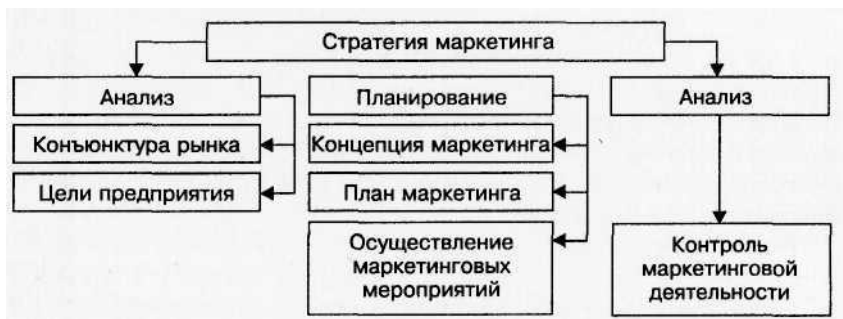 Стратегия маркетинга
Анализ
Конъюнктура рынка
Цели предприятия
Планирование
Концепция маркетинга
План маркетинга
Осуществление
маркетинговых
мероприятий
Анализ
Контроль
маркетинговой
деятельности